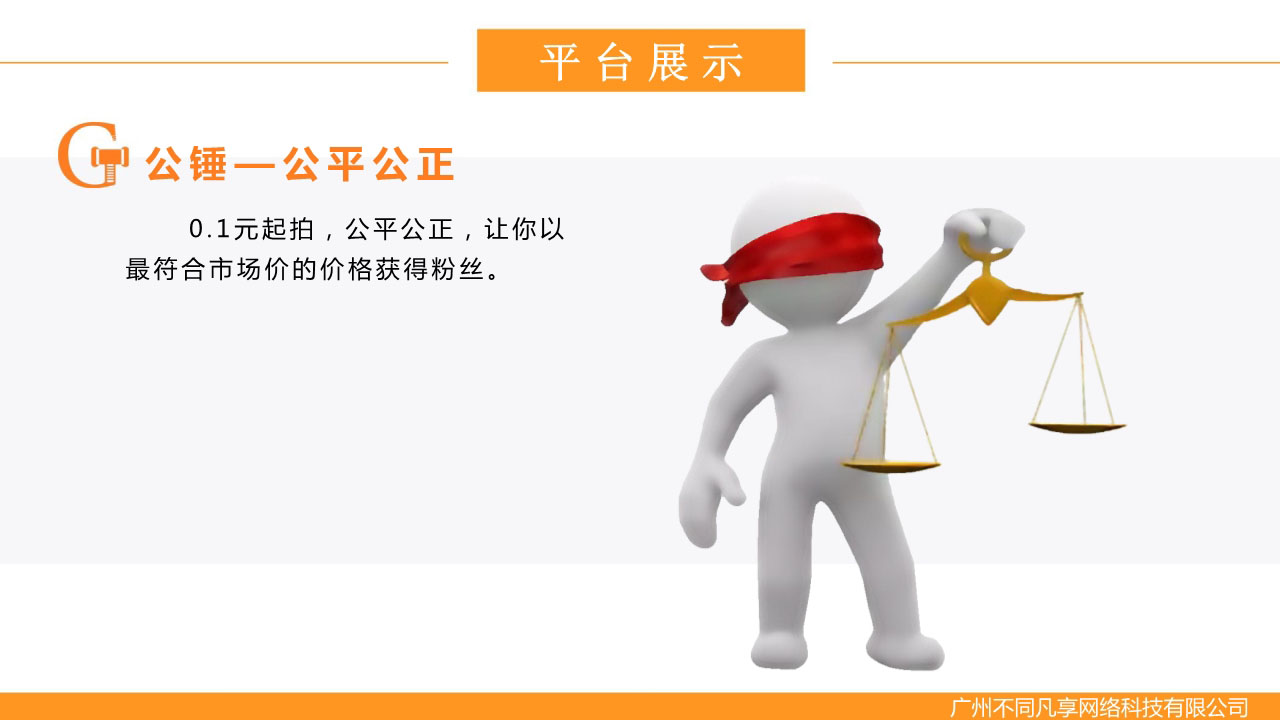 平台展示
公锤—公平公正
0.1元起拍，公平公正，让你以
最符合市场价的价格获得粉丝。
广州不同凡享网络科技有限公司